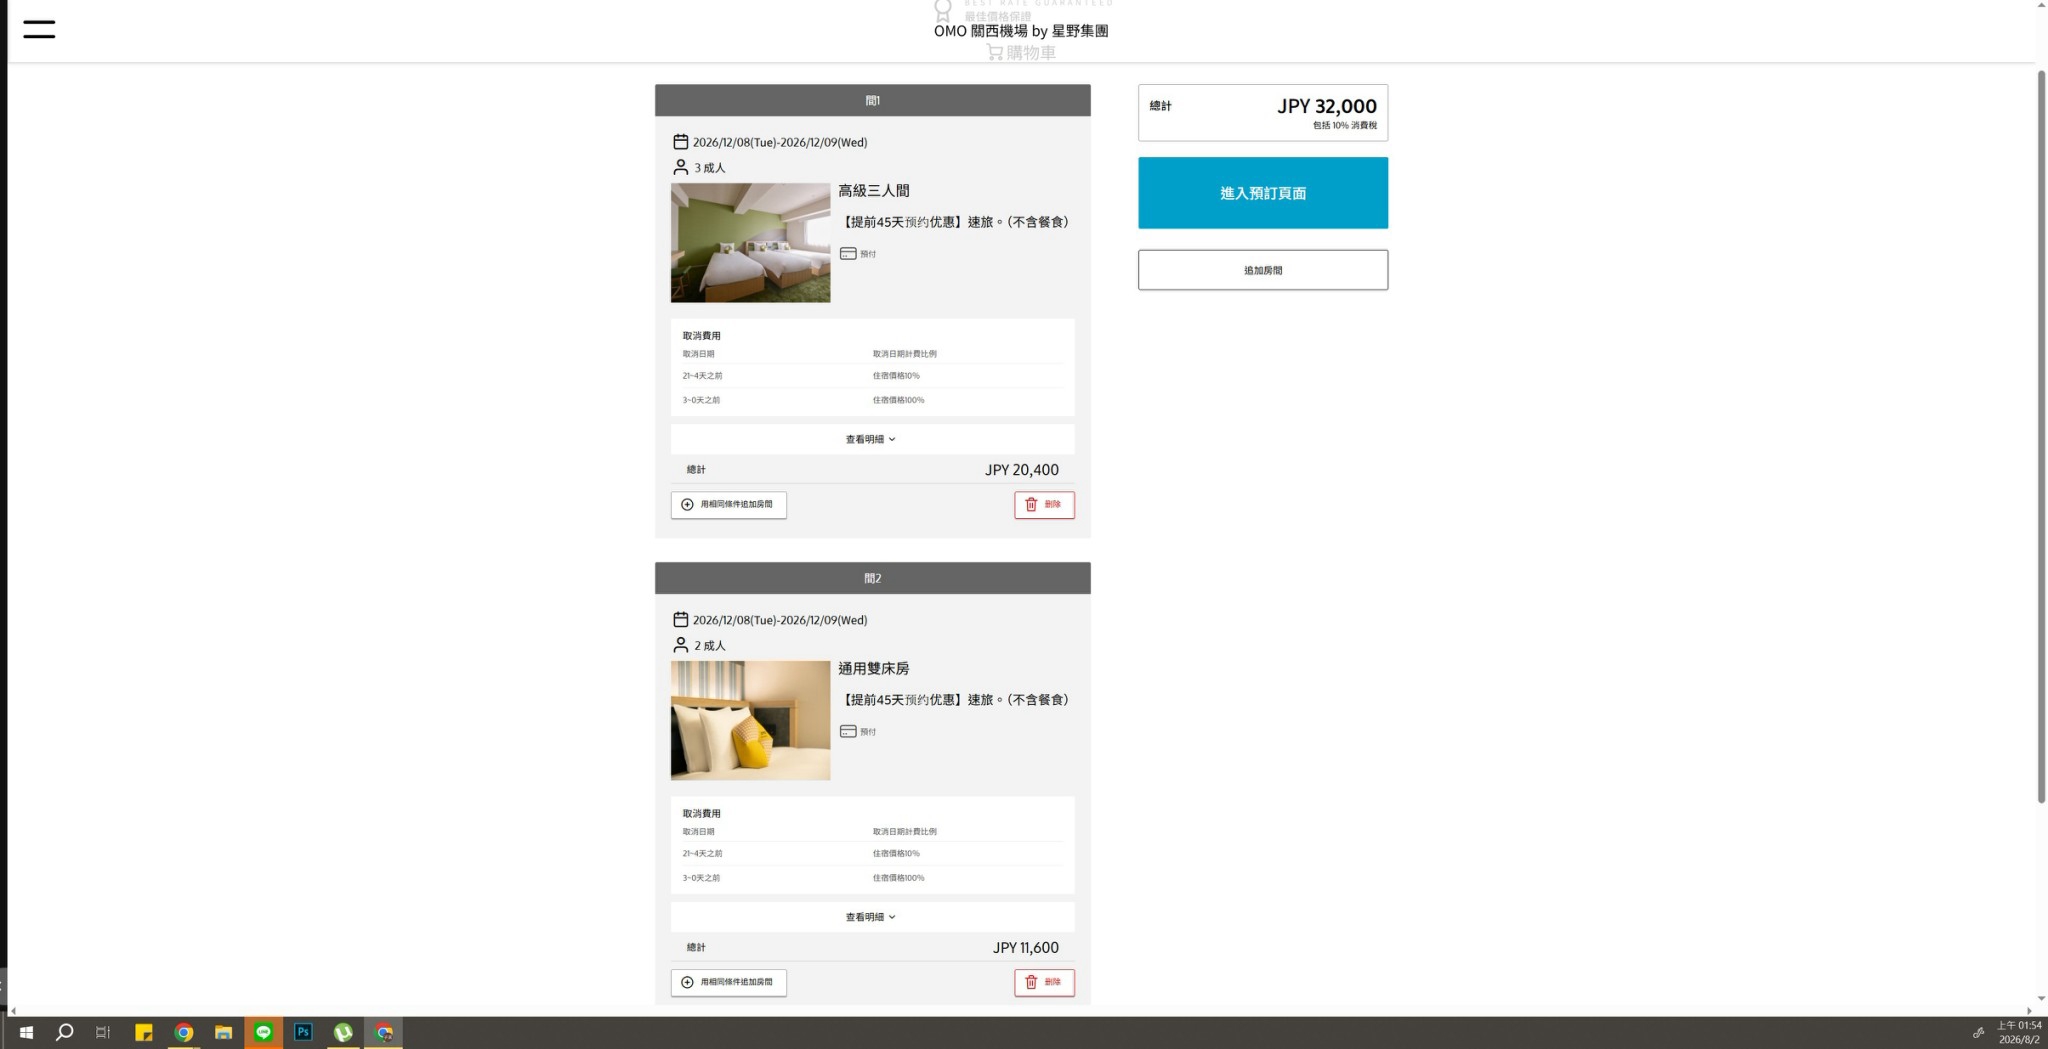 BEST RATE GUARANTEED
最佳價格保證
OMO 關西機場 by 星野集團
購物車
間1
2026/12/08(Tue)-2026/12/09(Wed)
3 成人
高級三人間
【提前45天预约优惠】速旅。（不含餐食）
預付
取消費用
取消日期 取消日期計費比例
21~4天之前 住宿價格10%
3~0天之前 住宿價格100%
查看明細
總計 JPY 20,400
用相同條件追加房間 刪除
間2
2026/12/08(Tue)-2026/12/09(Wed)
2 成人
通用雙床房
【提前45天预约优惠】速旅。（不含餐食）
預付
取消費用
取消日期 取消日期計費比例
21~4天之前 住宿價格10%
3~0天之前 住宿價格100%
查看明細
總計 JPY 11,600
用相同條件追加房間 刪除
總計 JPY 32,000
包括 10% 消費稅
進入預訂頁面
追加房間
LINE
Ps
上午 01:54
2026/8/2